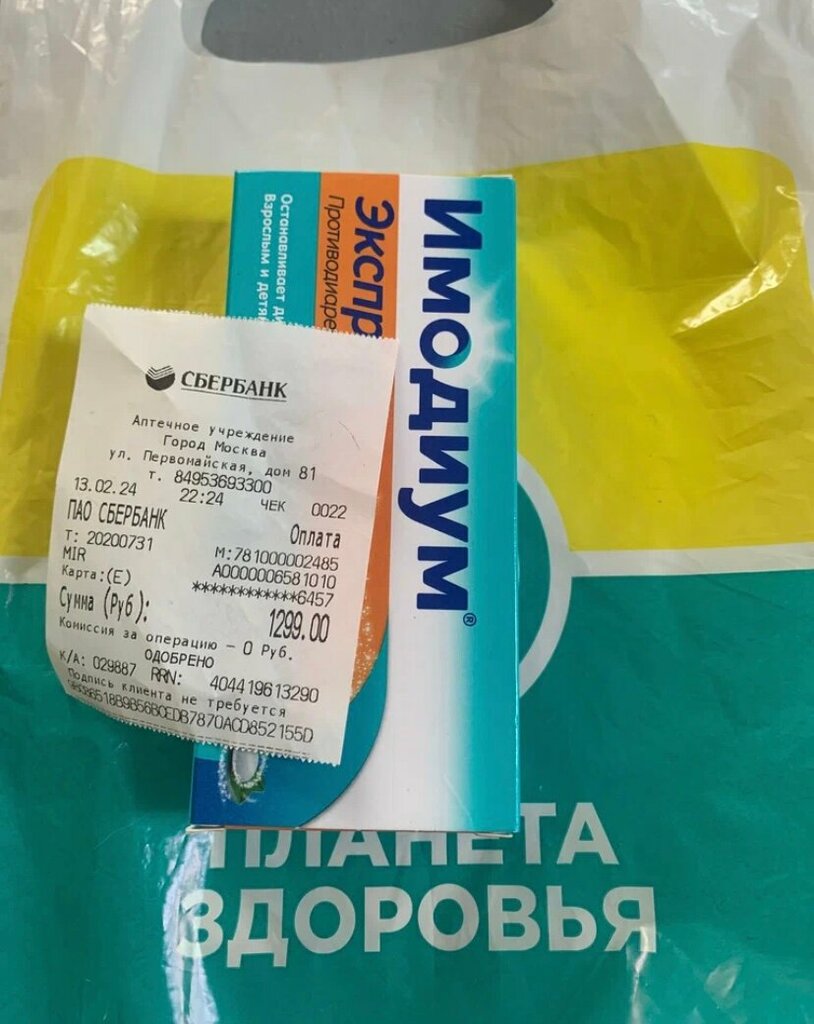 Имодиум®
Экспр
Противодиаре
Останавливает ди
Взрослым и детя
СБЕРБАНК
Аптечное учреждение
Город Москва
ул. Первомайская, дом 81
т. 84953693300
13.02.24 22:24 ЧЕК 0022
ПАО СБЕРБАНК Оплата
Т: 20200731 М:781000002485
MIR A0000006581010
Карта:(E) ************6457
Сумма (Руб): 1299.00
Комиссия за операцию – 0 Руб.
ОДОБРЕНО
К/А: 029887 RRN: 404419613290
Подпись клиента не требуется
ПЛАНЕТА
ЗДОРОВЬЯ